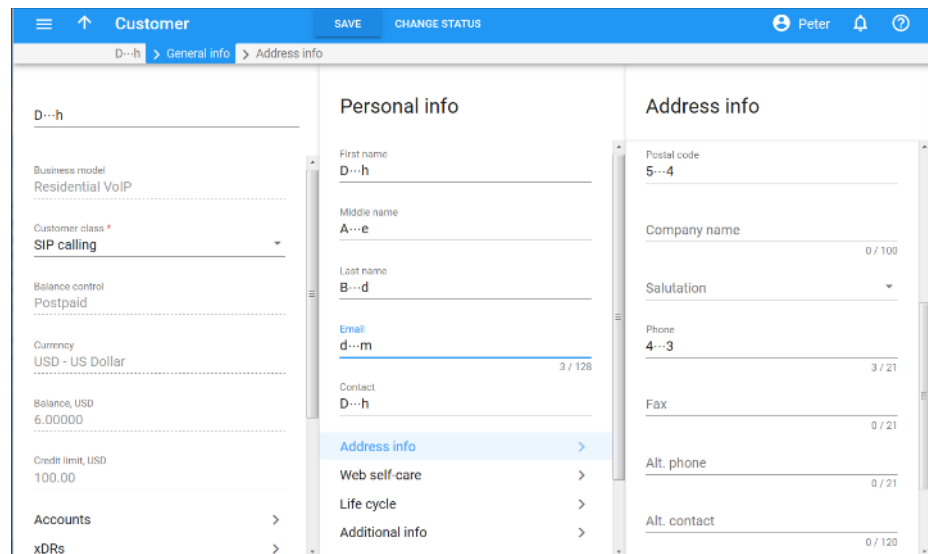 Customer
SAVE
CHANGE STATUS
Peter
D···h
General info
Address info
D···h
Business model
Residential VoIP
Customer class *
SIP calling
Balance control
Postpaid
Currency
USD - US Dollar
Balance, USD
6.00000
Credit limit, USD
100.00
Accounts
xDRs
Personal info
First name
D···h
Middle name
A···e
Last name
B···d
Email
d···m
3 / 128
Contact
D···h
Address info
Web self-care
Life cycle
Additional info
Address info
Postal code
5···4
Company name
0 / 100
Salutation
Phone
4···3
3 / 21
Fax
0 / 21
Alt. phone
0 / 21
Alt. contact
0 / 120